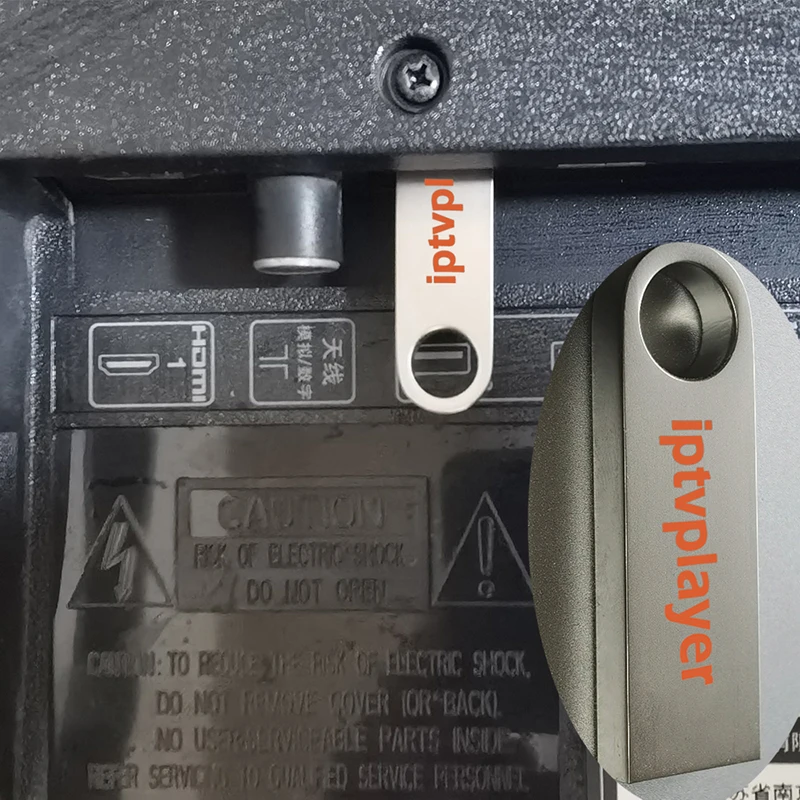 iptvpl
iptvplayer
HDMI 1
天线
模拟/数字
CAUTION
RISK OF ELECTRIC SHOCK
DO NOT OPEN
CAUTION: TO REDUCE THE RISK OF ELECTRIC SHOCK,
DO NOT REMOVE COVER (OR BACK)
NO USER-SERVICEABLE PARTS INSIDE
REFER SERVICING TO QUALIFIED SERVICE PERSONNEL
省南